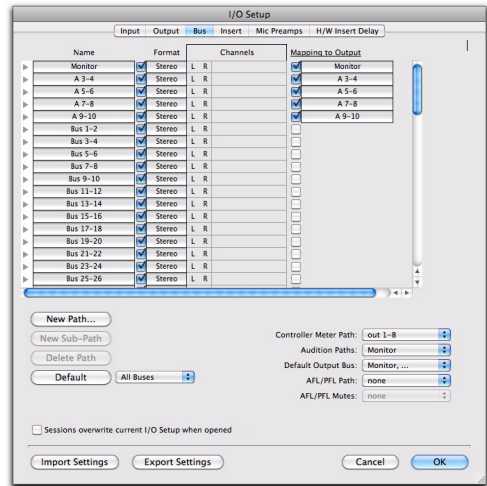 I/O Setup
Input Output Bus Insert Mic Preamps H/W Insert Delay
Name Format Channels Mapping to Output
Monitor Stereo L R Monitor
A 3-4 Stereo L R A 3-4
A 5-6 Stereo L R A 5-6
A 7-8 Stereo L R A 7-8
A 9-10 Stereo L R A 9-10
Bus 1-2 Stereo L R
Bus 3-4 Stereo L R
Bus 5-6 Stereo L R
Bus 7-8 Stereo L R
Bus 9-10 Stereo L R
Bus 11-12 Stereo L R
Bus 13-14 Stereo L R
Bus 15-16 Stereo L R
Bus 17-18 Stereo L R
Bus 19-20 Stereo L R
Bus 21-22 Stereo L R
Bus 23-24 Stereo L R
Bus 25-26 Stereo L R
New Path...
New Sub-Path
Delete Path
Default All Buses
Controller Meter Path: out 1-8
Audition Paths: Monitor
Default Output Bus: Monitor, ...
AFL/PFL Path: none
AFL/PFL Mutes: none
Sessions overwrite current I/O Setup when opened
Import Settings Export Settings Cancel OK